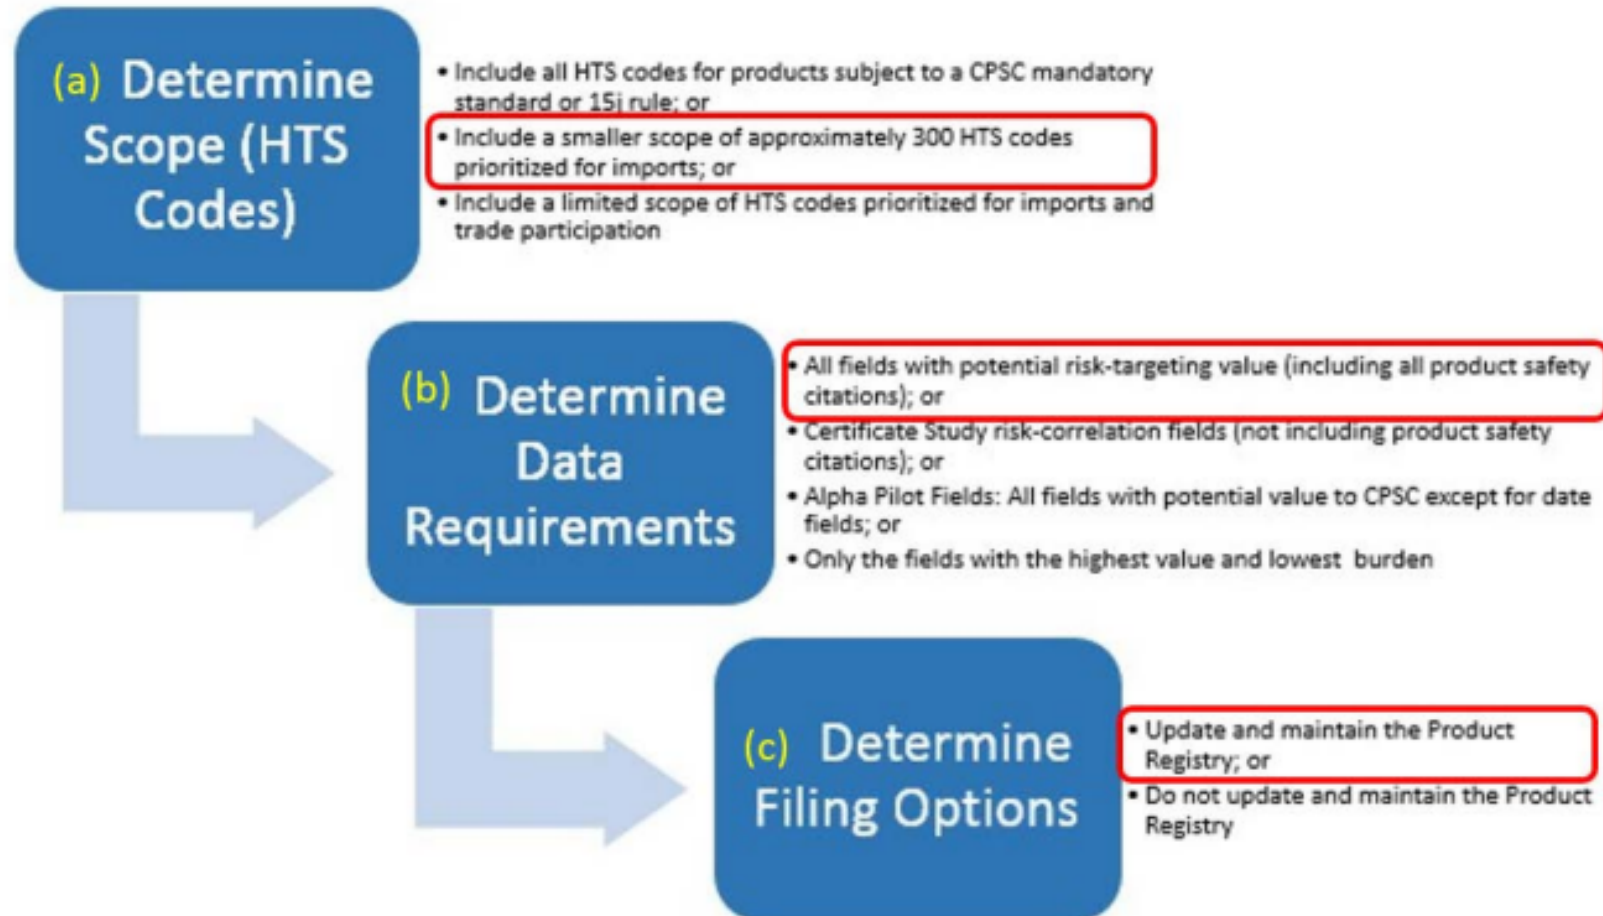 (a) Determine
Scope (HTS
Codes)
• Include all HTS codes for products subject to a CPSC mandatory
standard or 15j rule; or
• Include a smaller scope of approximately 300 HTS codes
prioritized for imports; or
• Include a limited scope of HTS codes prioritized for imports and
trade participation
(b) Determine
Data
Requirements
• All fields with potential risk-targeting value (including all product safety
citations); or
• Certificate Study risk-correlation fields (not including product safety
citations); or
• Alpha Pilot Fields: All fields with potential value to CPSC except for date
fields; or
• Only the fields with the highest value and lowest burden
(c) Determine
Filing Options
• Update and maintain the Product
Registry; or
• Do not update and maintain the Product
Registry